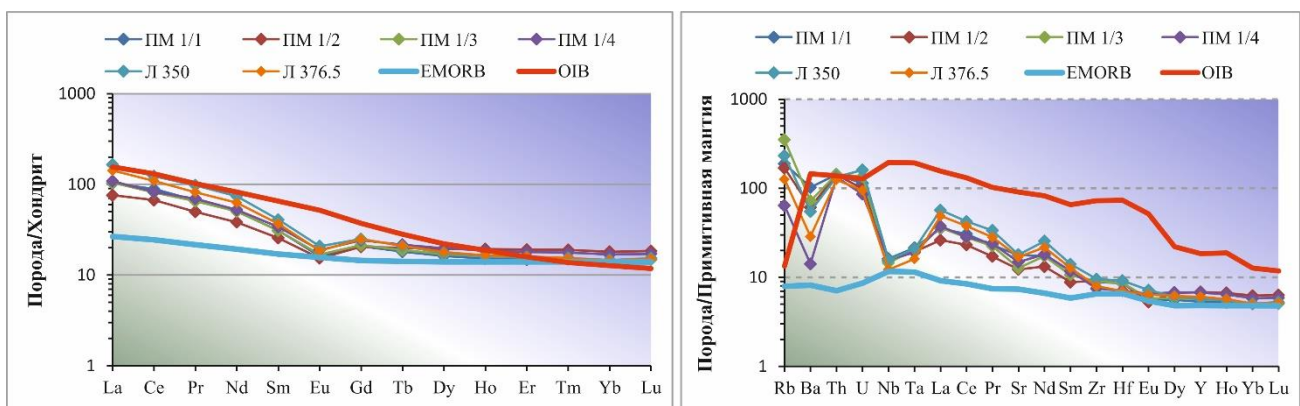 ПМ 1/1 ПМ 1/2 ПМ 1/3 ПМ 1/4
Л 350 Л 376.5 EMORB OIB
1000
100
10
1
Порода/Хондрит
La Ce Pr Nd Sm Eu Gd Tb Dy Ho Er Tm Yb Lu
ПМ 1/1 ПМ 1/2 ПМ 1/3 ПМ 1/4
Л 350 Л 376.5 EMORB OIB
1000
100
10
1
Порода/Примитивная мантия
Rb Ba Th U Nb Ta La Ce Pr Sr Nd Sm Zr Hf Eu Dy Y Ho Yb Lu